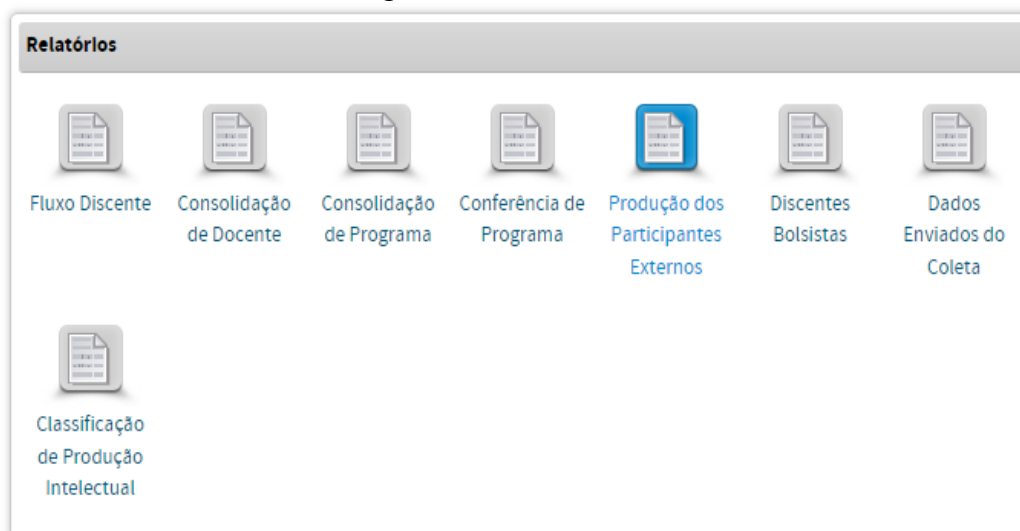 Relatórios
Fluxo Discente
Consolidação
de Docente
Consolidação
de Programa
Conferência de
Programa
Produção dos
Participantes
Externos
Discentes
Bolsistas
Dados
Enviados do
Coleta
Classificação
de Produção
Intelectual